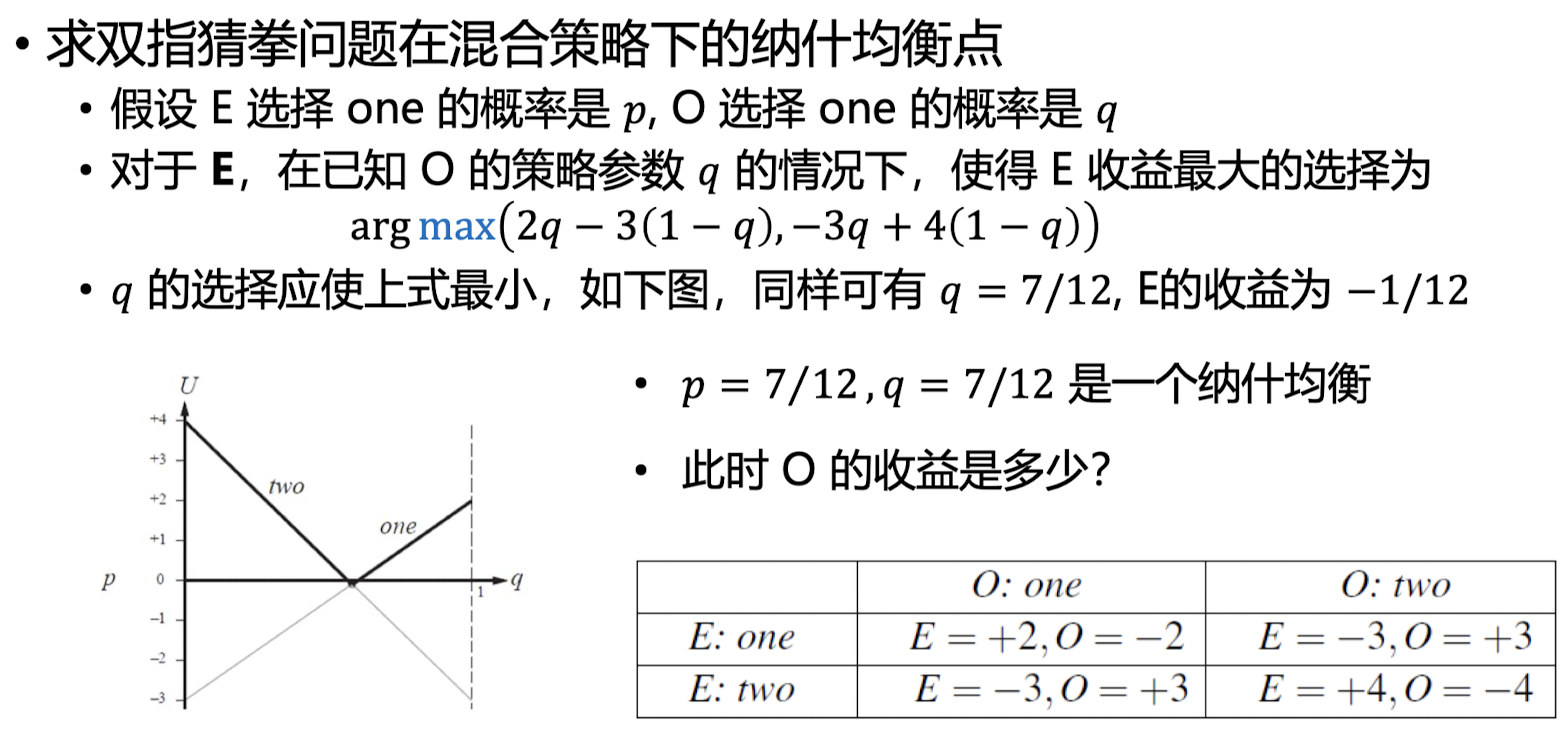 • 求双指猜拳问题在混合策略下的纳什均衡点
• 假设 E 选择 one 的概率是 p, O 选择 one 的概率是 q
• 对于 E，在已知 O 的策略参数 q 的情况下，使得 E 收益最大的选择为
arg max(2q − 3(1 − q), −3q + 4(1 − q))
• q 的选择应使上式最小，如下图，同样可有 q = 7/12, E的收益为 −1/12
• p = 7/12, q = 7/12 是一个纳什均衡
• 此时 O 的收益是多少?
U
+4
+3
two
+2
one
+1
p 0 1 q
−1
−2
−3
O: one O: two
E: one E = +2, O = −2 E = −3, O = +3
E: two E = −3, O = +3 E = +4, O = −4